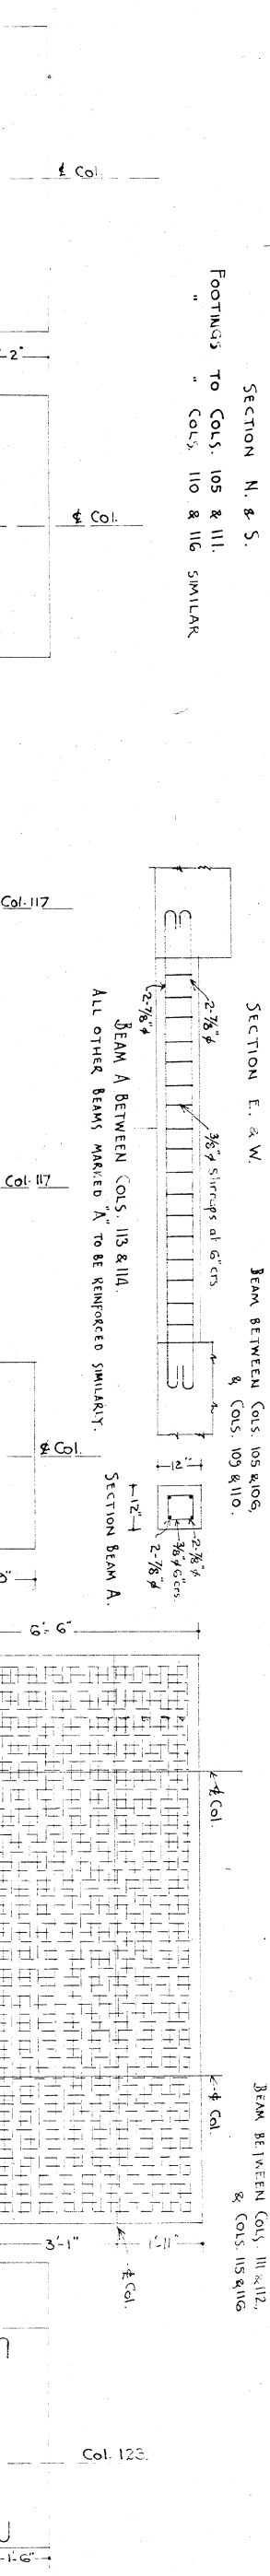 ℄ Col.
2"
SECTION N. & S.
FOOTINGS TO COLS. 105 & 111.
" " COLS. 110 & 116 SIMILAR
℄ Col.
Col. 117
SECTION E. & W.
BEAM BETWEEN COLS. 105 & 106,
& COLS. 109 & 110.
2-7/8"ϕ
2-7/8"ϕ
3/8"ϕ stirrups at 6"crs.
BEAM A BETWEEN COLS. 113 & 114.
ALL OTHER BEAMS MARKED "A" TO BE REINFORCED SIMILARLY.
Col. 117
℄ Col.
12"
12"
2-7/8"ϕ
3/8"ϕ 6"crs.
2-7/8"ϕ
SECTION BEAM A.
0"
6'-6"
℄ Col.
℄ Col.
BEAM BETWEEN COLS. 111 & 112,
& COLS. 115 & 116
3'-1"
1'-11"
℄ Col.
Col. 123.
1'-6"